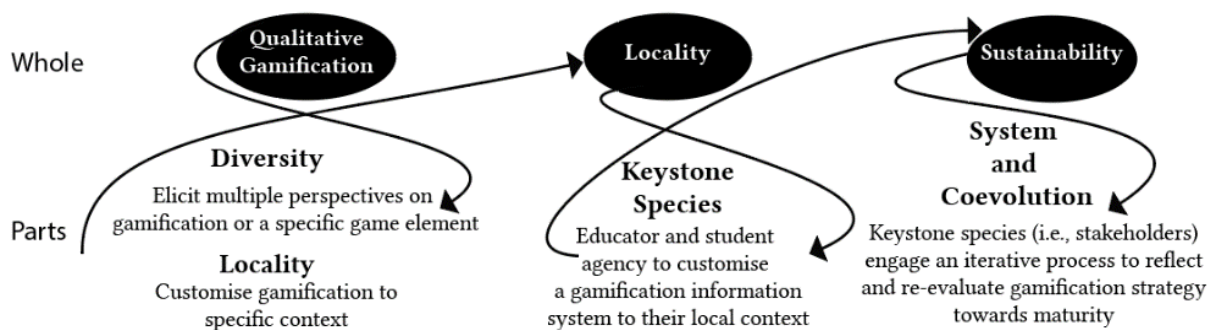 Whole
Qualitative
Gamification
Locality
Sustainability
Parts
Diversity
Elicit multiple perspectives on
gamification or a specific game element
Locality
Customise gamification to
specific context
Keystone
Species
Educator and student
agency to customise
a gamification information
system to their local context
System
and
Coevolution
Keystone species (i.e., stakeholders)
engage an iterative process to reflect
and re-evaluate gamification strategy
towards maturity